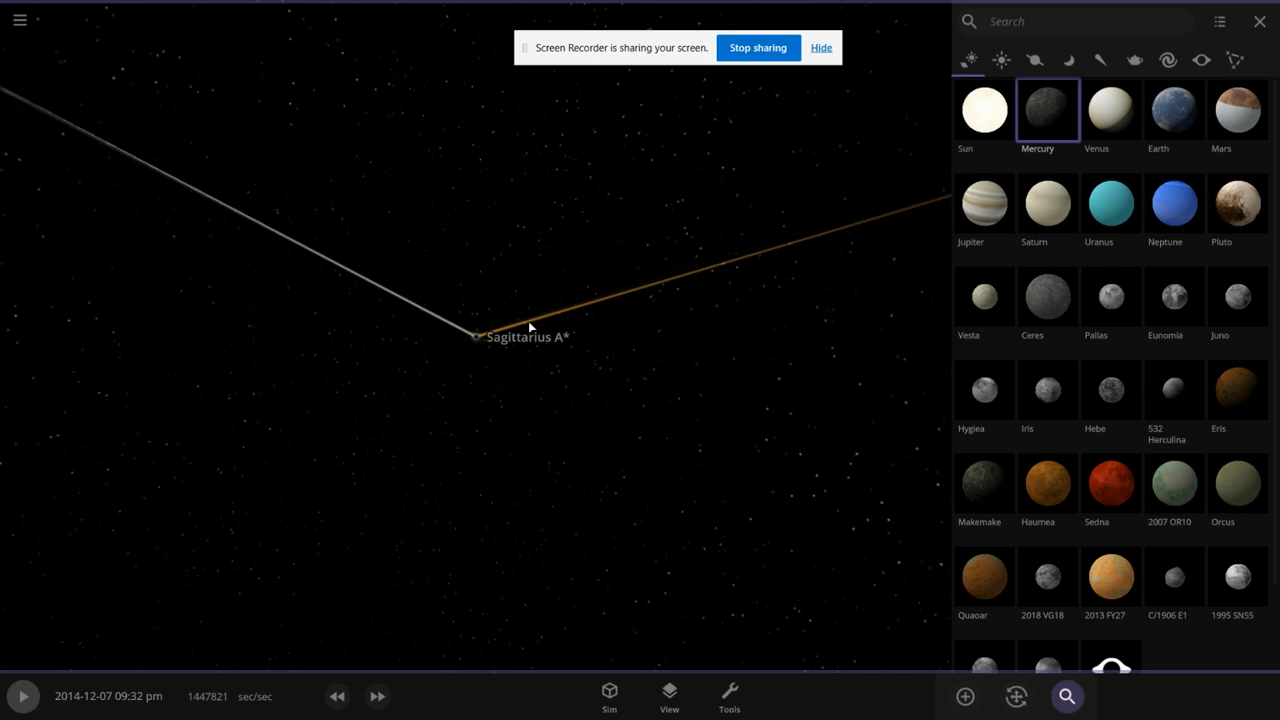 Search
Screen Recorder is sharing your screen.
Stop sharing
Hide
Sun
Mercury
Venus
Earth
Mars
Jupiter
Saturn
Uranus
Neptune
Pluto
Sagittarius A*
Vesta
Ceres
Pallas
Eunomia
Juno
Hygiea
Iris
Hebe
532
Herculina
Eris
Makemake
Haumea
Sedna
2007 OR10
Orcus
Quaoar
2018 VG18
2013 FY27
C/1906 E1
1995 SN55
2014-12-07 09:32 pm
1447821 sec/sec
Sim
View
Tools